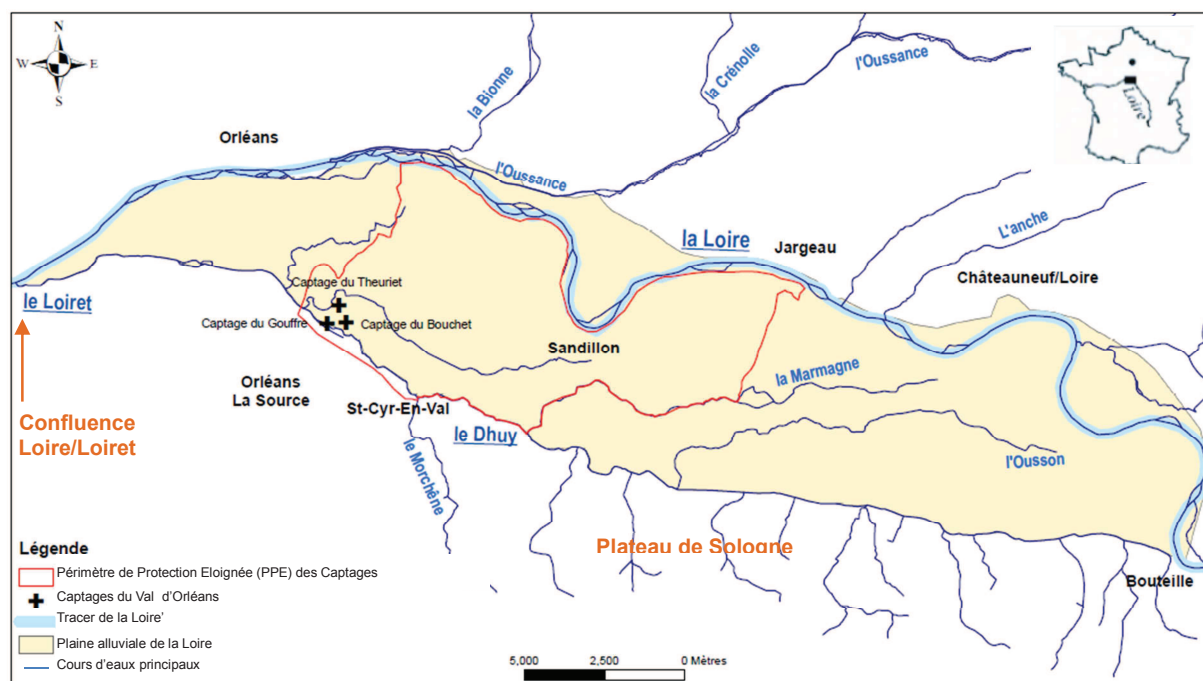 N
W
E
S
Orléans
la Bionne
la Crénolle
l'Oussance
Loire
l'Oussance
la Loire
Jargeau
L'anche
Châteauneuf/Loire
le Loiret
Captage du Theuriet
Captage du Gouffre
Captage du Bouchet
Sandillon
la Marmagne
Orléans
La Source
St-Cyr-En-Val
le Dhuy
le Morchêne
l'Ousson
Confluence
Loire/Loiret
Plateau de Sologne
Bouteille
Légende
Périmètre de Protection Eloignée (PPE) des Captages
Captages du Val d'Orléans
Tracer de la Loire'
Plaine alluviale de la Loire
Cours d'eaux principaux
5,000 2,500 0 Mètres